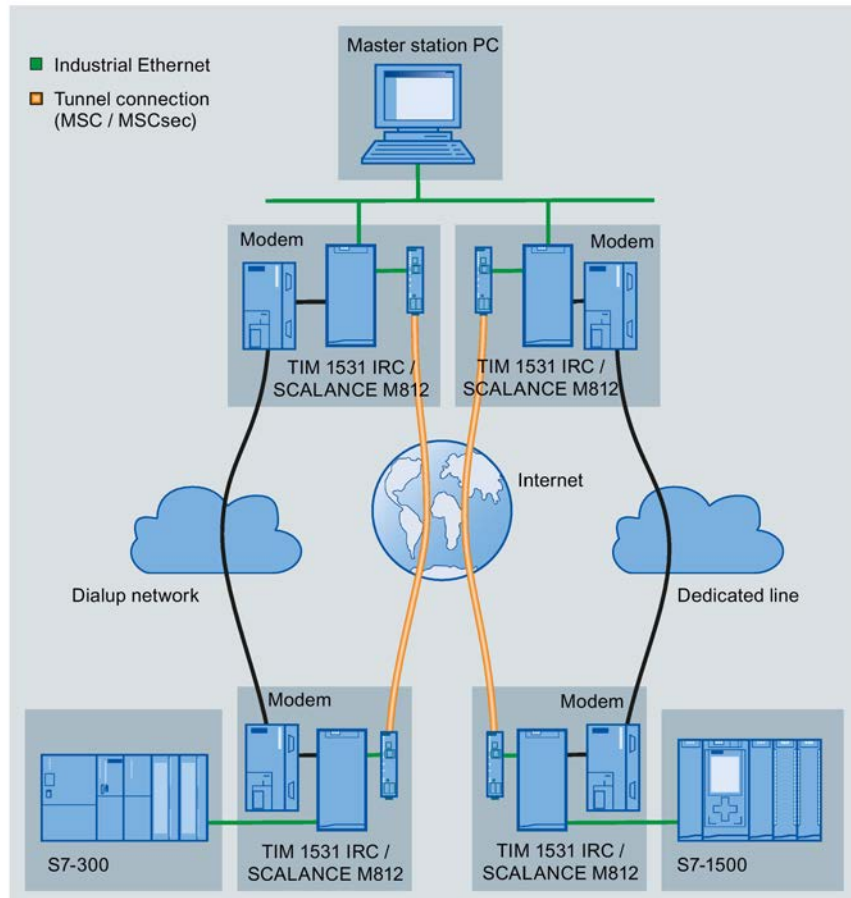 Master station PC
Industrial Ethernet
Tunnel connection
(MSC / MSCsec)
Modem
Modem
TIM 1531 IRC /
SCALANCE M812
TIM 1531 IRC /
SCALANCE M812
Internet
Dialup network
Dedicated line
Modem
Modem
TIM 1531 IRC /
SCALANCE M812
TIM 1531 IRC /
SCALANCE M812
S7-300
S7-1500